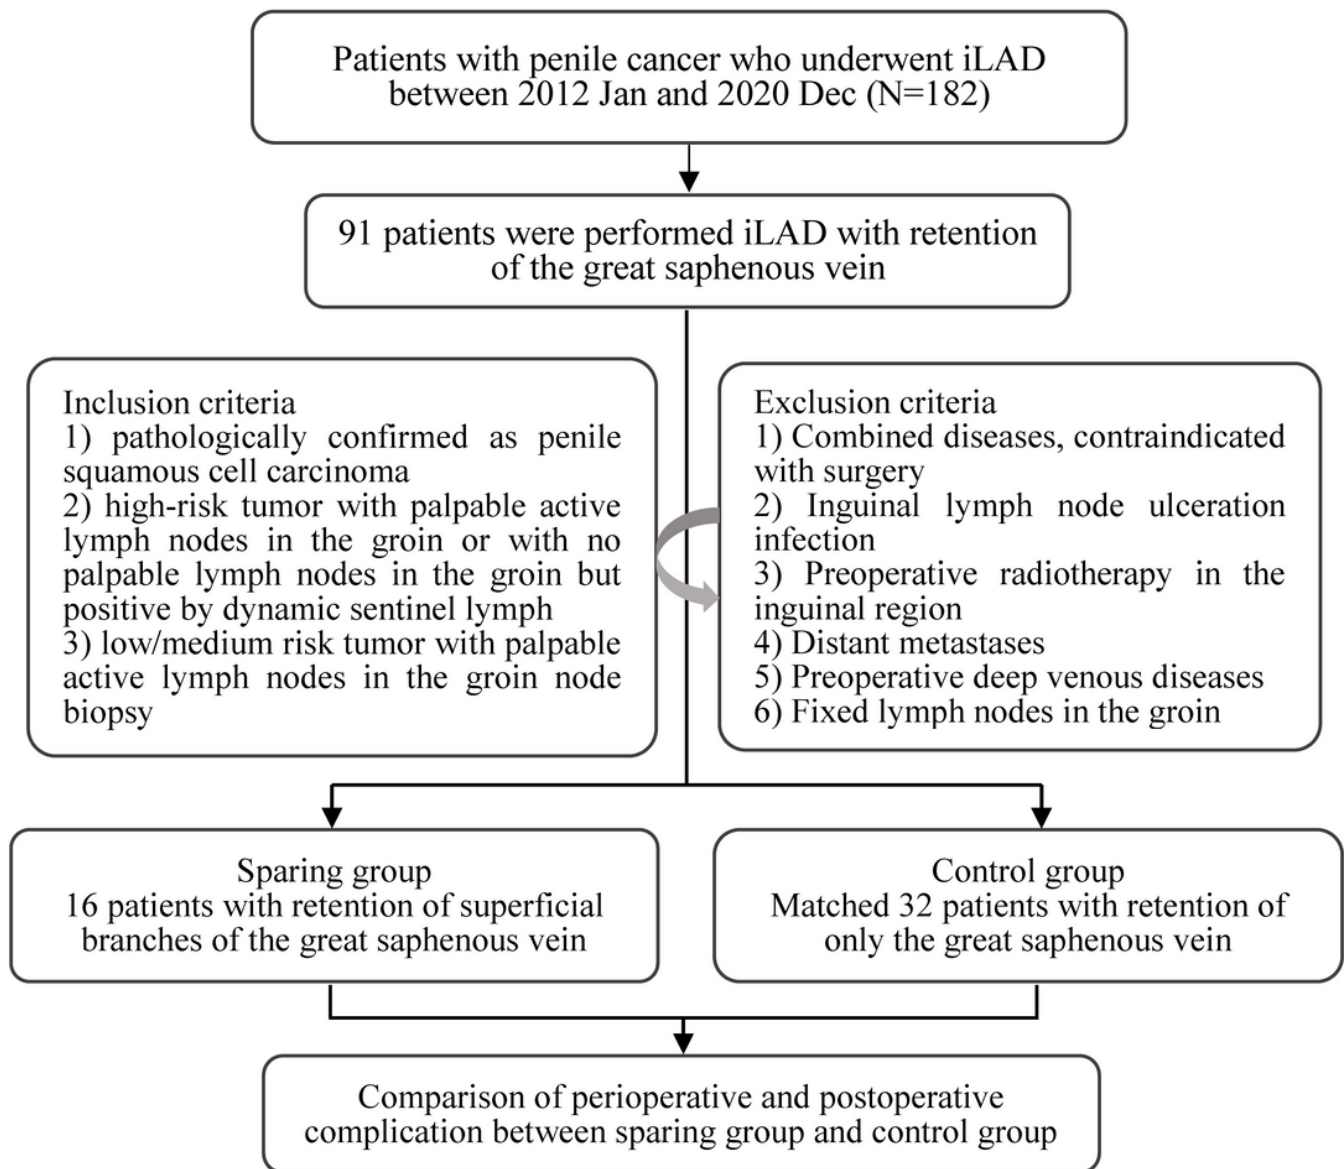 Patients with penile cancer who underwent iLAD
between 2012 Jan and 2020 Dec (N=182)
91 patients were performed iLAD with retention
of the great saphenous vein
Inclusion criteria
1) pathologically confirmed as penile
squamous cell carcinoma
2) high-risk tumor with palpable active
lymph nodes in the groin or with no
palpable lymph nodes in the groin but
positive by dynamic sentinel lymph
3) low/medium risk tumor with palpable
active lymph nodes in the groin node
biopsy
Exclusion criteria
1) Combined diseases, contraindicated
with surgery
2) Inguinal lymph node ulceration
infection
3) Preoperative radiotherapy in the
inguinal region
4) Distant metastases
5) Preoperative deep venous diseases
6) Fixed lymph nodes in the groin
Sparing group
16 patients with retention of superficial
branches of the great saphenous vein
Control group
Matched 32 patients with retention of
only the great saphenous vein
Comparison of perioperative and postoperative
complication between sparing group and control group